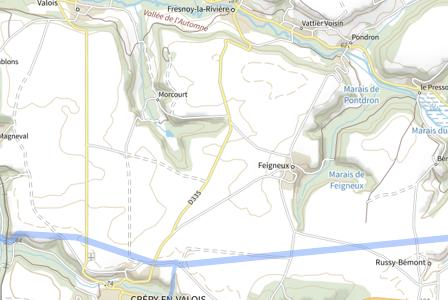 Valois
Fresnoy-la-Rivière
Vallée de l'Automne
Vattier Voisin
Pondron
Morcourt
Marais de
Pontdron
le Presso
Magneval
Marais
Feigneux
Marais de
Feigneux
D335
Russy-Bémont
CRÉPY-EN-VALOIS